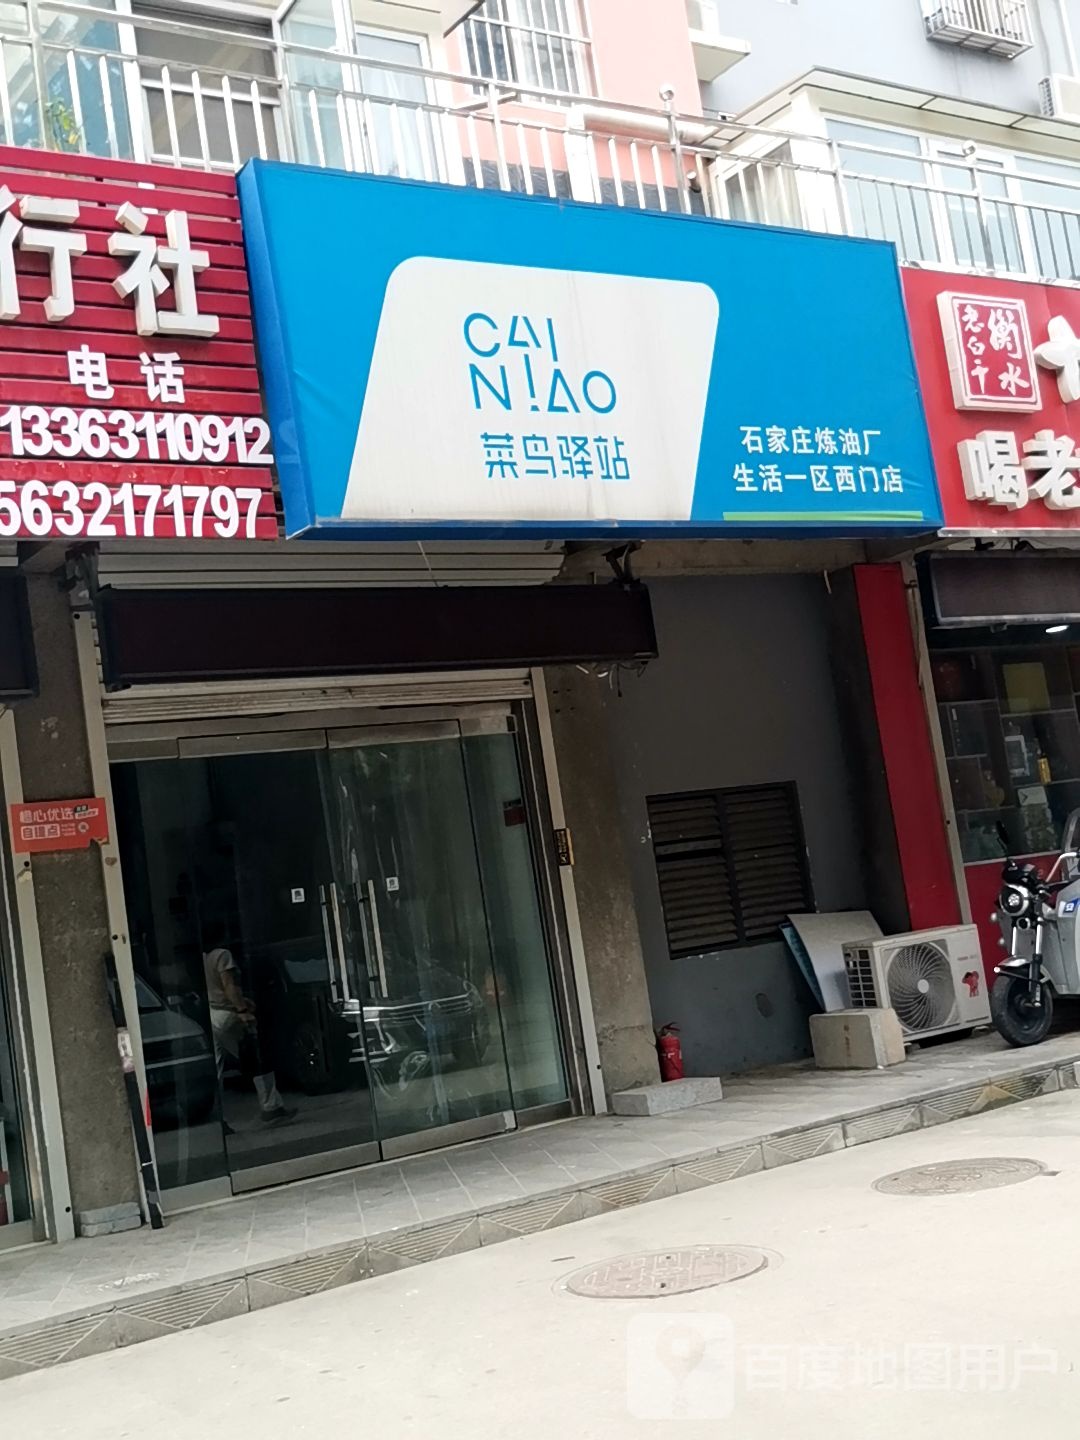 行社
电话
13363110912
5632171797
CAI
NIAO
菜鸟驿站
石家庄炼油厂
生活一区西门店
衡水
老白干
喝老
橙心优选
自提点
百度地图用户